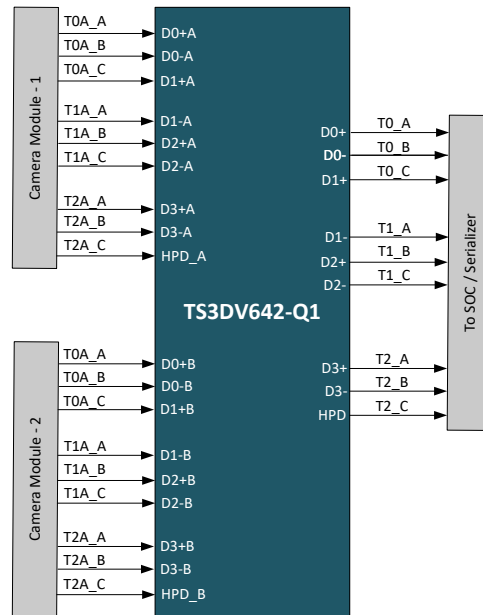 Camera Module - 1
T0A_A
T0A_B
T0A_C
T1A_A
T1A_B
T1A_C
T2A_A
T2A_B
T2A_C
D0+A
D0-A
D1+A
D1-A
D2+A
D2-A
D3+A
D3-A
HPD_A
TS3DV642-Q1
Camera Module - 2
T0A_A
T0A_B
T0A_C
T1A_A
T1A_B
T1A_C
T2A_A
T2A_B
T2A_C
D0+B
D0-B
D1+B
D1-B
D2+B
D2-B
D3+B
D3-B
HPD_B
D0+
D0-
D1+
D1-
D2+
D2-
D3+
D3-
HPD
T0_A
T0_B
T0_C
T1_A
T1_B
T1_C
T2_A
T2_B
T2_C
To SOC / Serializer